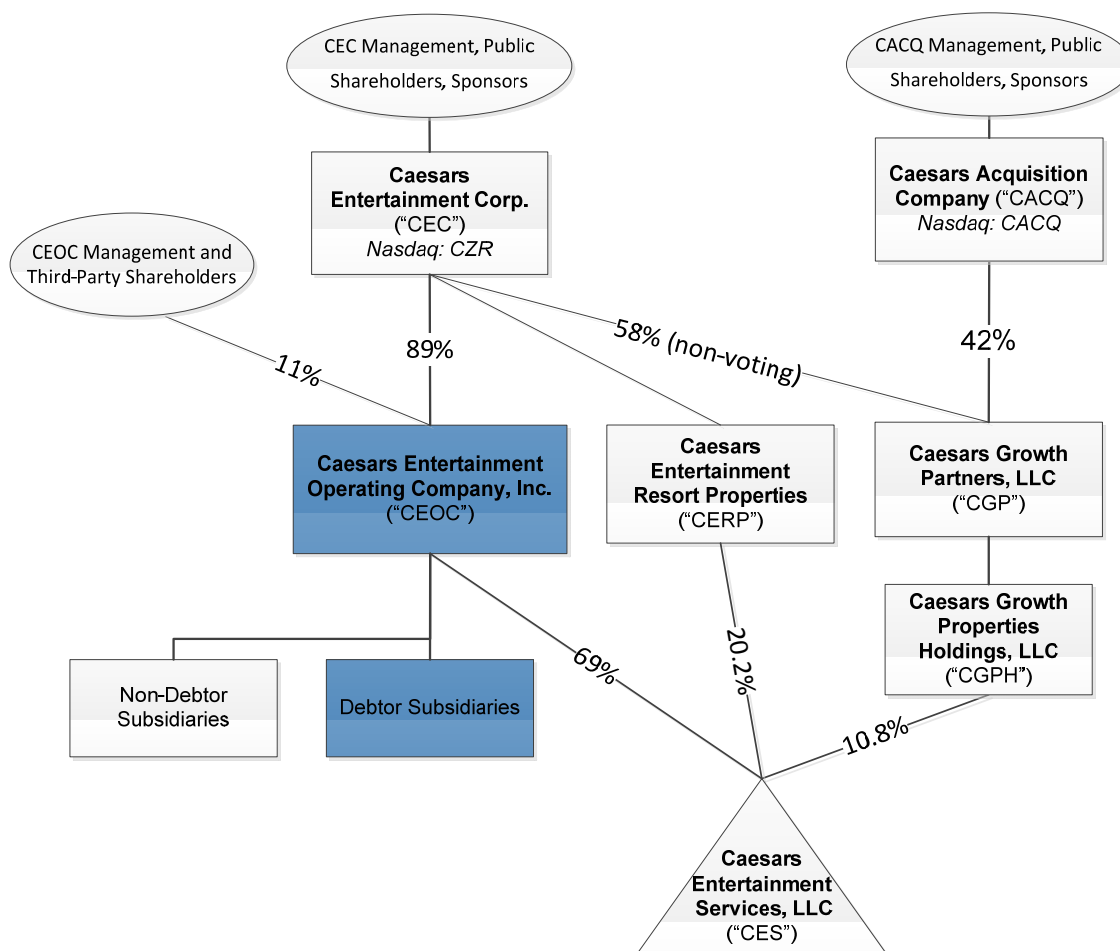 CEC Management, Public
Shareholders, Sponsors
CACQ Management, Public
Shareholders, Sponsors
Caesars
Entertainment Corp.
(“CEC”)
Nasdaq: CZR
Caesars Acquisition
Company (“CACQ”)
Nasdaq: CACQ
CEOC Management and
Third-Party Shareholders
11%
89%
58% (non-voting)
42%
Caesars Entertainment
Operating Company, Inc.
(“CEOC”)
Caesars
Entertainment
Resort Properties
(“CERP”)
Caesars Growth
Partners, LLC
(“CGP”)
Caesars Growth
Properties
Holdings, LLC
(“CGPH”)
Non-Debtor
Subsidiaries
Debtor Subsidiaries
69%
20.2%
10.8%
Caesars
Entertainment
Services, LLC
(“CES”)